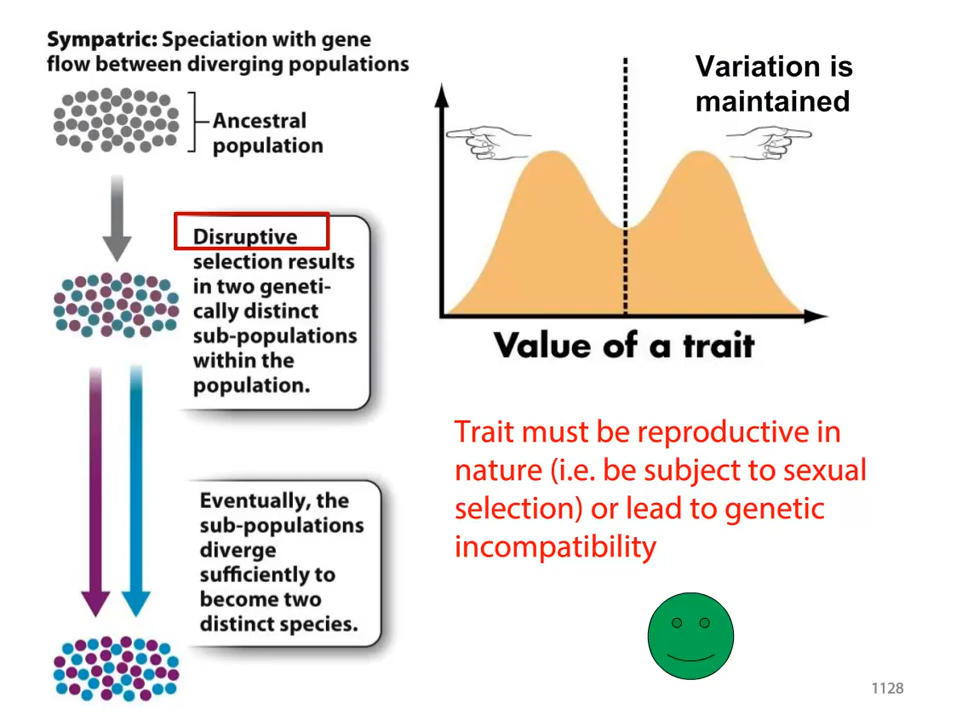 Sympatric: Speciation with gene
flow between diverging populations
Ancestral
population
Disruptive
selection results
in two geneti-
cally distinct
sub-populations
within the
population.
Eventually, the
sub-populations
diverge
sufficiently to
become two
distinct species.
Variation is
maintained
Value of a trait
Trait must be reproductive in
nature (i.e. be subject to sexual
selection) or lead to genetic
incompatibility
1128